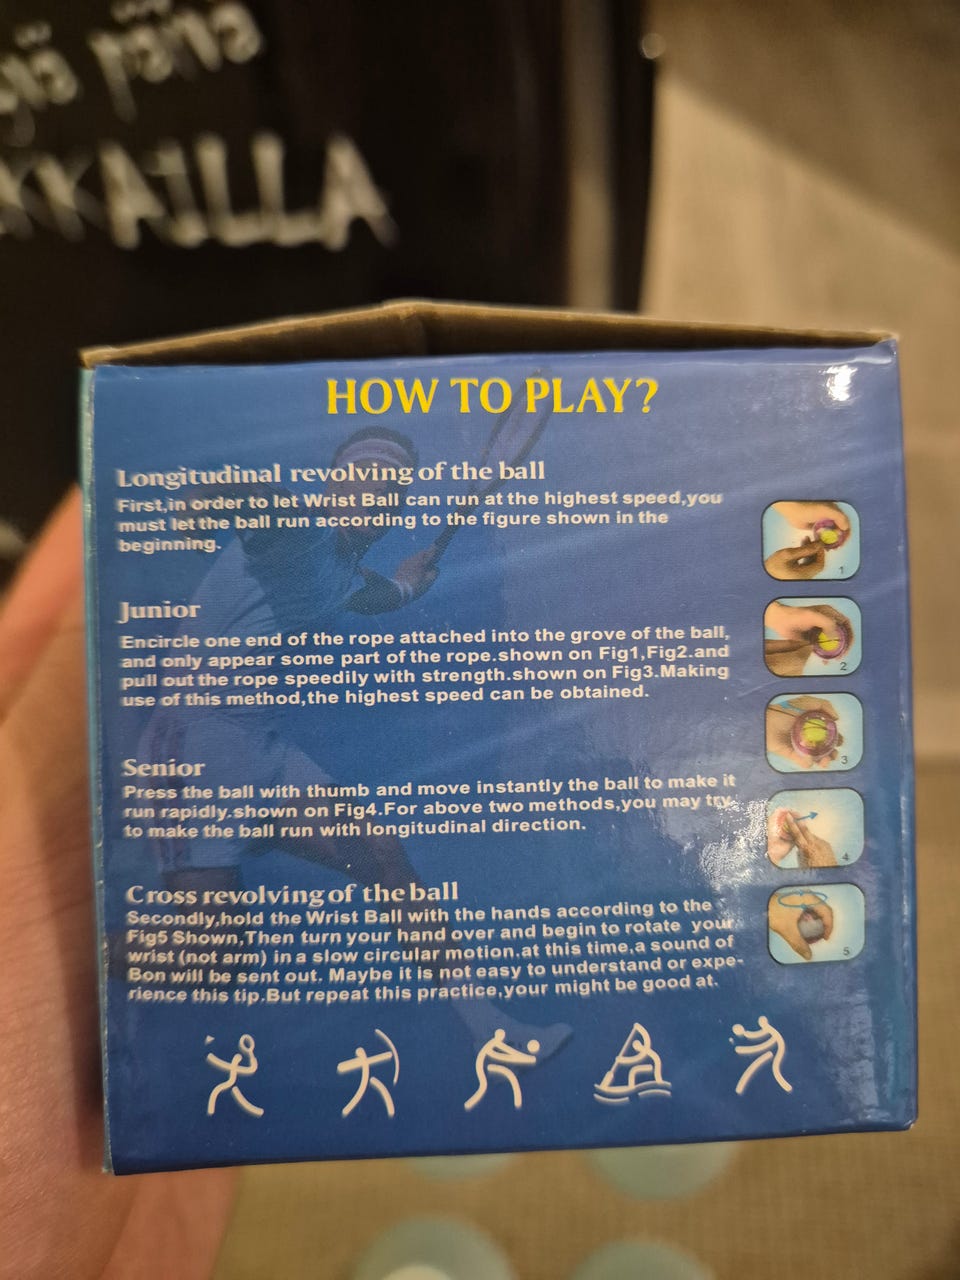 HOW TO PLAY?
Longitudinal revolving of the ball
First,in order to let Wrist Ball can run at the highest speed,you
must let the ball run according to the figure shown in the
beginning.
Junior
Encircle one end of the rope attached into the grove of the ball,
and only appear some part of the rope.shown on Fig1,Fig2.and
pull out the rope speedily with strength.shown on Fig3.Making
use of this method,the highest speed can be obtained.
Senior
Press the ball with thumb and move instantly the ball to make it
run rapidly.shown on Fig4.For above two methods,you may try
to make the ball run with longitudinal direction.
Cross revolving of the ball
Secondly,hold the Wrist Ball with the hands according to the
Fig5 Shown,Then turn your hand over and begin to rotate your
wrist (not arm) in a slow circular motion.at this time,a sound of
Bon will be sent out. Maybe it is not easy to understand or expe-
rience this tip.But repeat this practice,your might be good at.
1
2
3
4
5